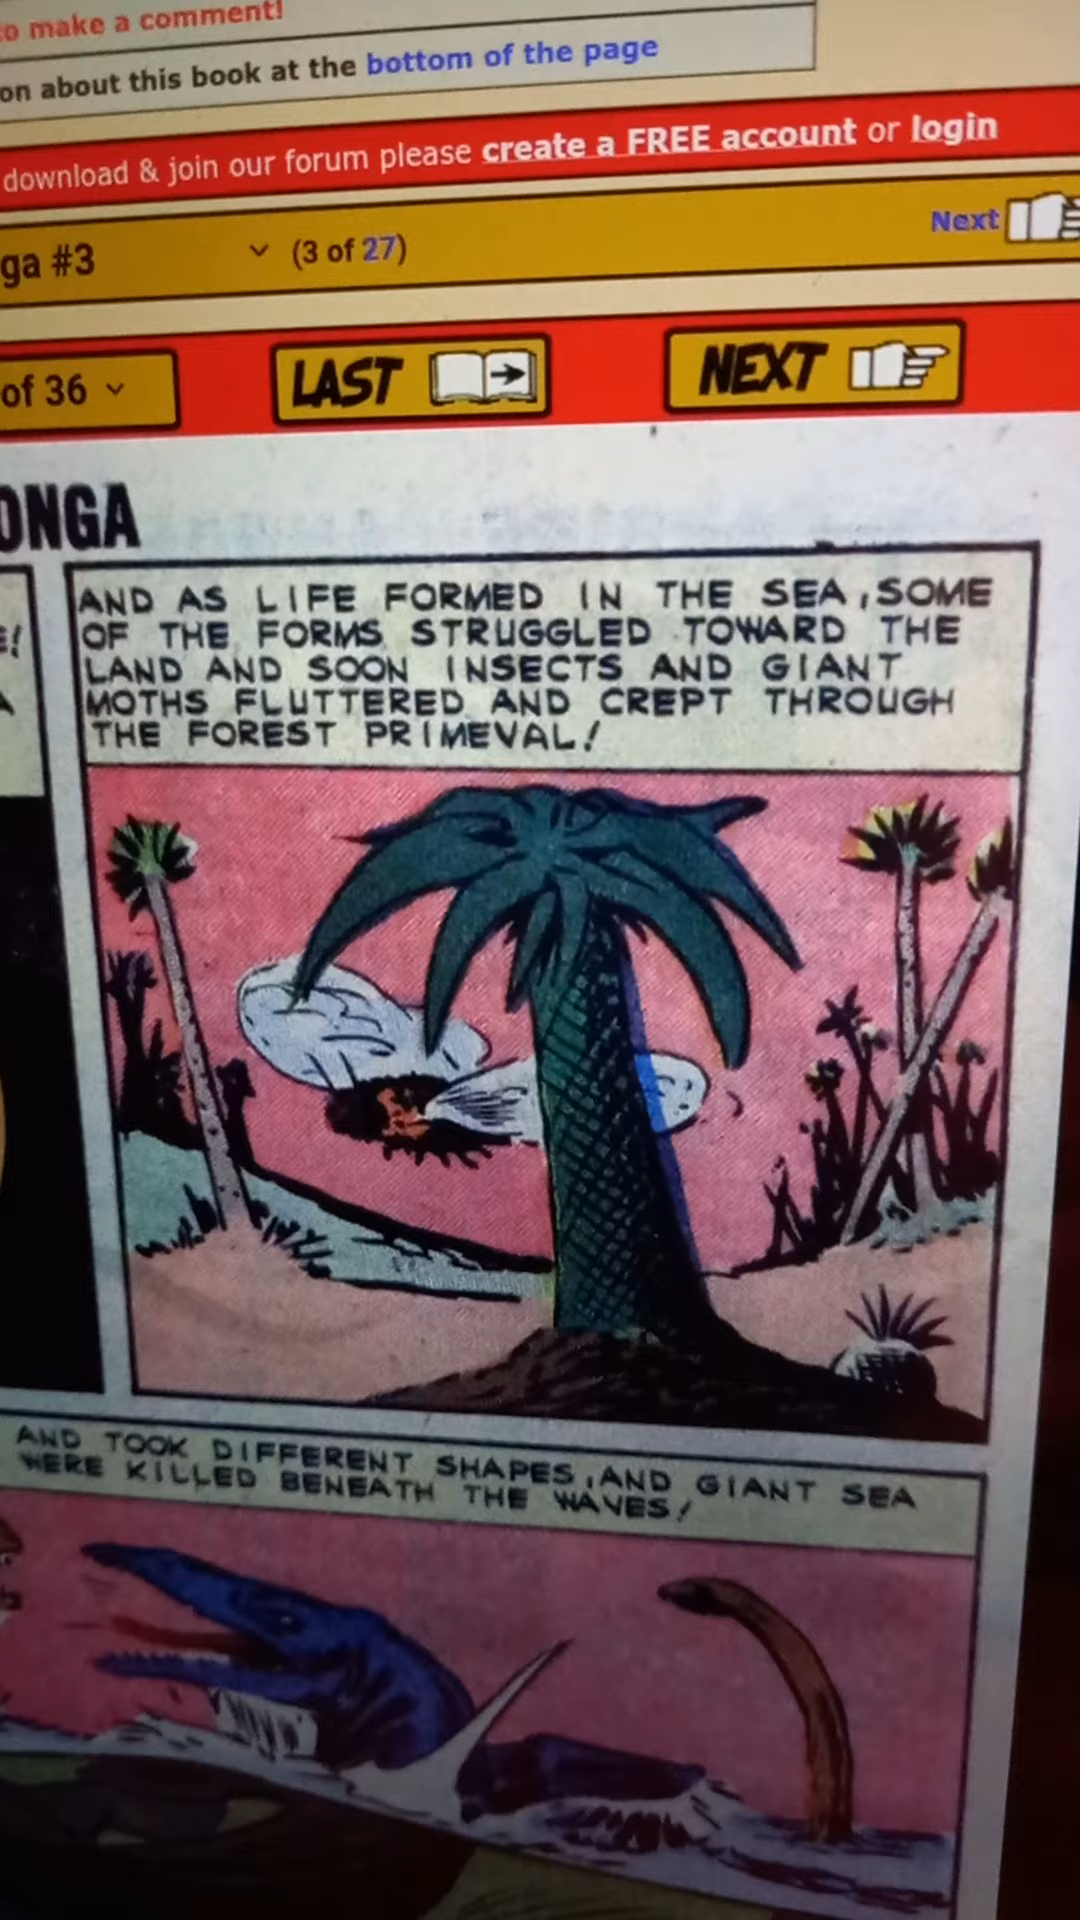 to make a comment!
on about this book at the bottom of the page
download & join our forum please create a FREE account or login
ga #3 (3 of 27) Next
of 36 LAST NEXT
ONGA
AND AS LIFE FORMED IN THE SEA, SOME
OF THE FORMS STRUGGLED TOWARD THE
LAND AND SOON INSECTS AND GIANT
MOTHS FLUTTERED AND CREPT THROUGH
THE FOREST PRIMEVAL!
AND TOOK DIFFERENT SHAPES, AND GIANT SEA
WERE KILLED BENEATH THE WAVES!